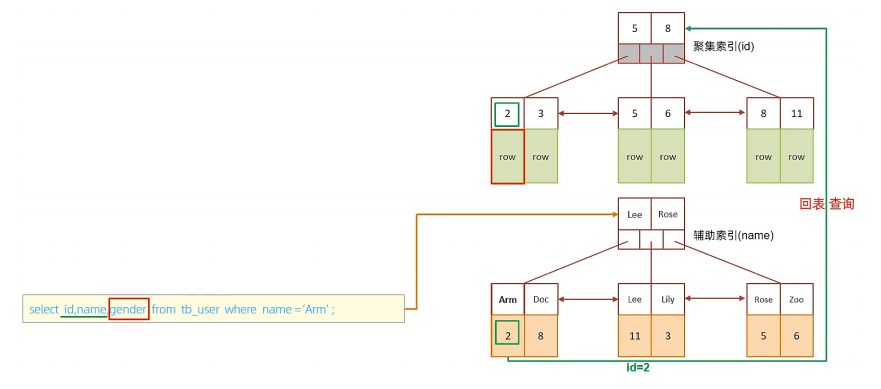 5 8
聚集索引(id)
2 3 5 6 8 11
row row row row row row
回表 查询
Lee Rose
辅助索引(name)
select id,name,gender from tb_user where name = 'Arm' ;
Arm Doc Lee Lily Rose Zoo
2 8 11 3 5 6
id=2